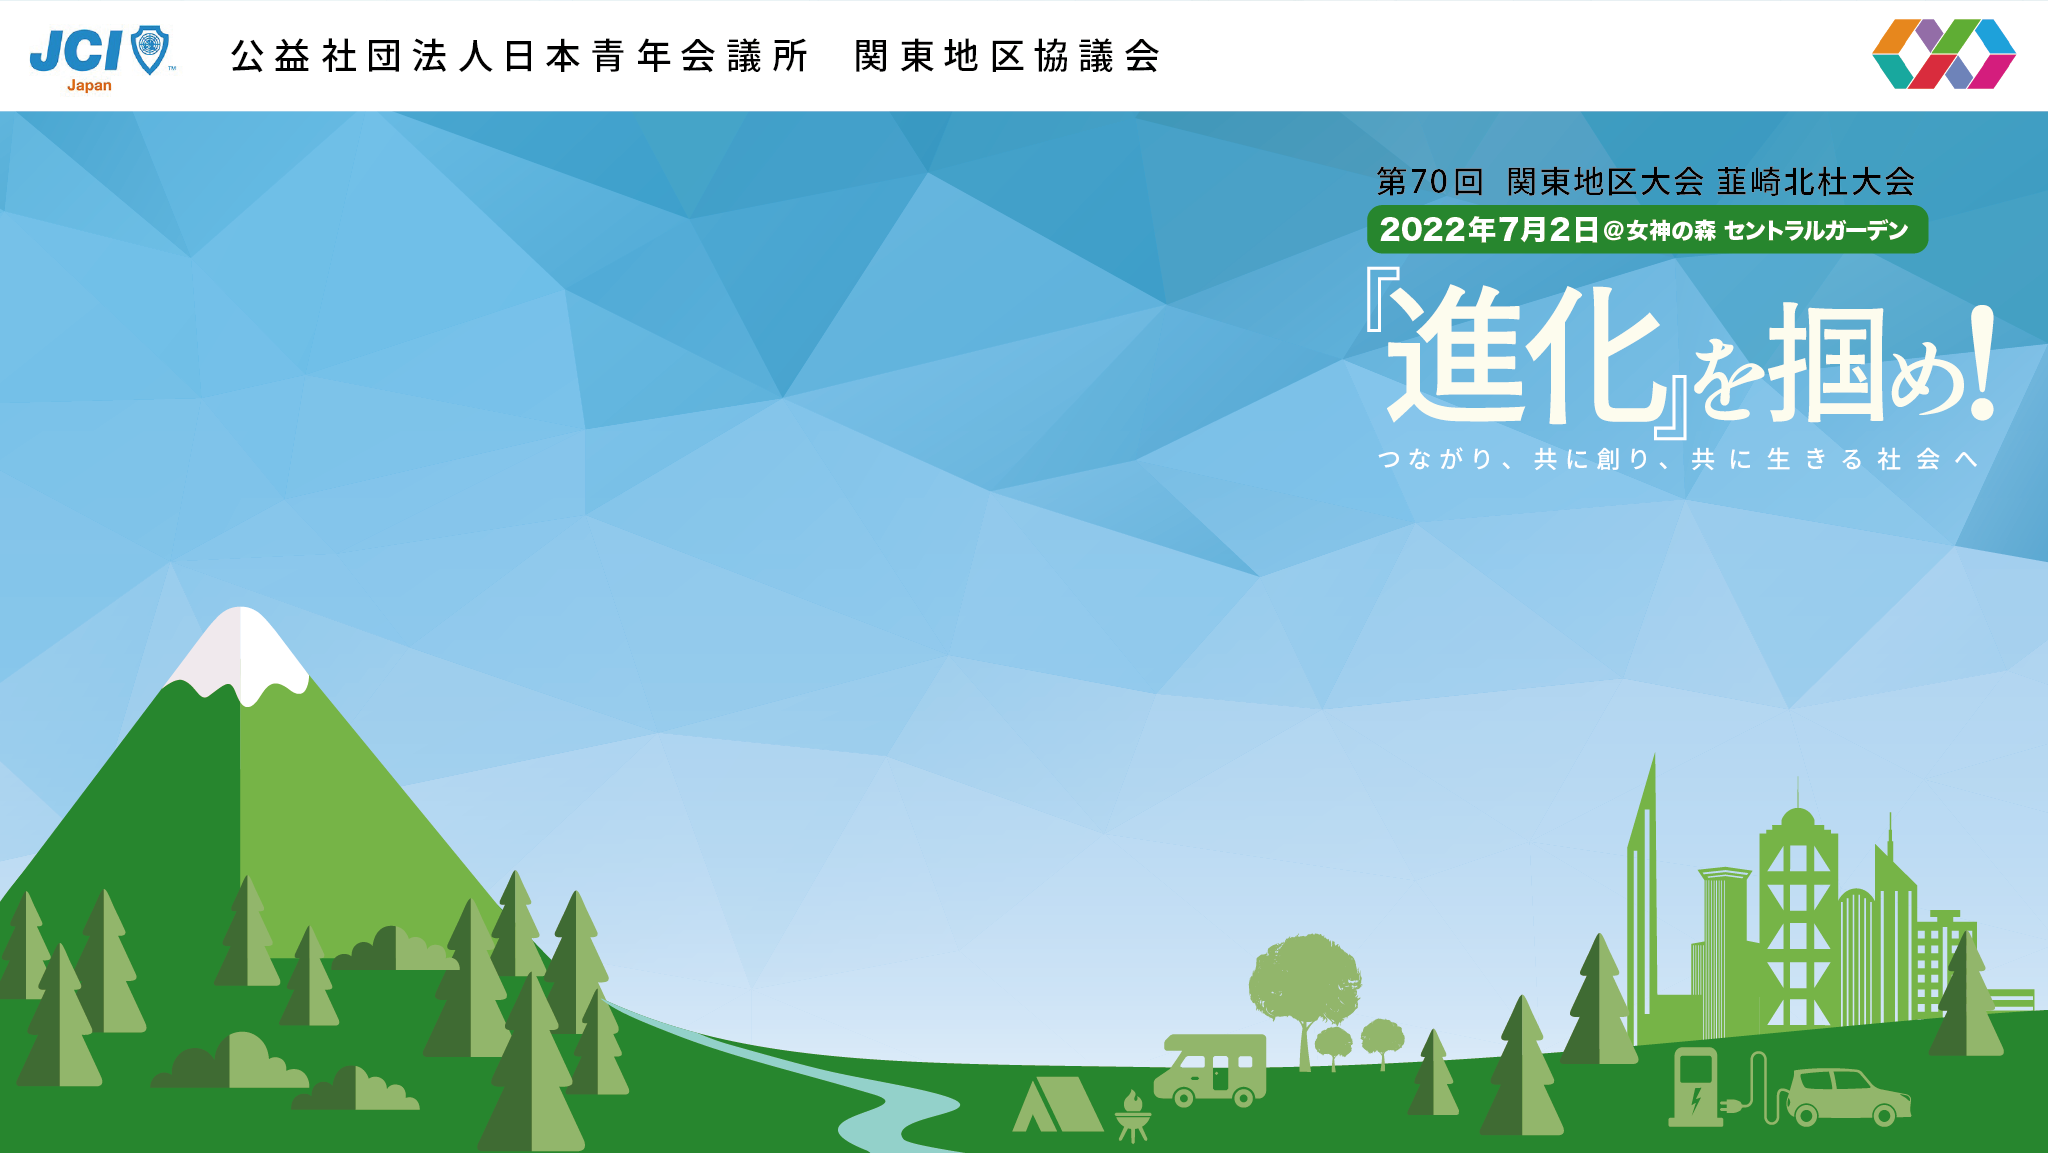 JCI
TM
Japan
公益社団法人日本青年会議所 関東地区協議会
第70回 関東地区大会 韮崎北杜大会
2022年7月2日@女神の森 セントラルガーデン
『進化』を掴め!
つながり、共に創り、共に生きる社会へ